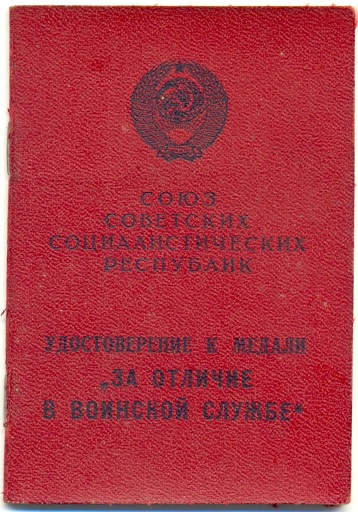 СОЮЗ
СОВЕТСКИХ
СОЦИАЛИСТИЧЕСКИХ
РЕСПУБЛИК
УДОСТОВЕРЕНИЕ К МЕДАЛИ
„ЗА ОТЛИЧИЕ
В ВОИНСКОЙ СЛУЖБЕ“